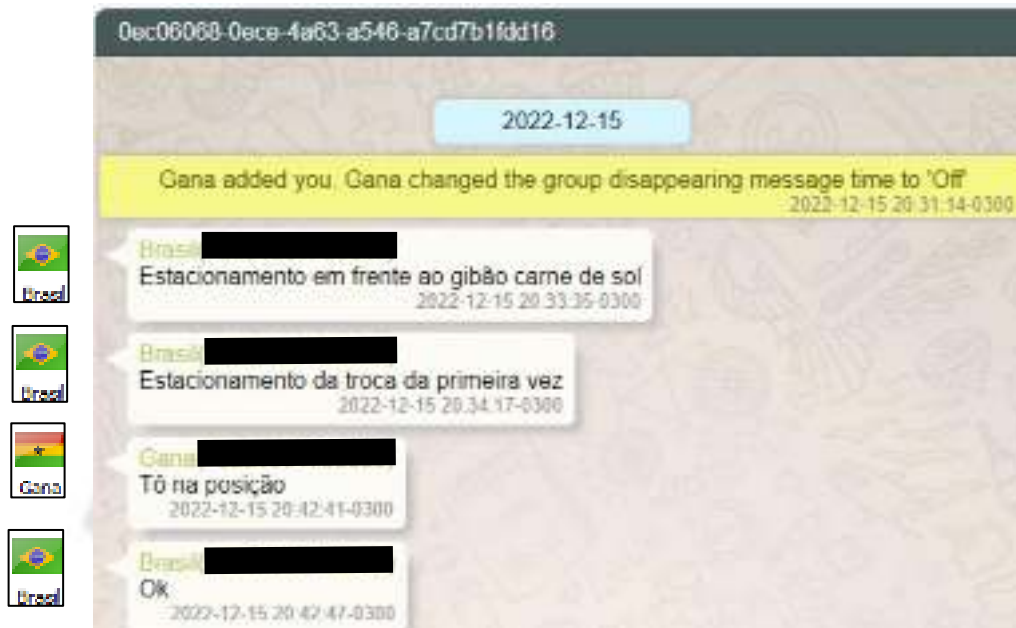 0ec06068-0ece-4a63-a546-a7cd7b1fdd16
2022-12-15
Gana added you. Gana changed the group disappearing message time to 'Off'
2022-12-15 20:31:14-0300
Brasil
Brasil
Estacionamento em frente ao gibão carne de sol
2022-12-15 20:33:35-0300
Brasil
Brasil
Estacionamento da troca da primeira vez
2022-12-15 20:34:17-0300
Gana
Gana
Tô na posição
2022-12-15 20:42:41-0300
Brasil
Brasil
Ok
2022-12-15 20:42:47-0300